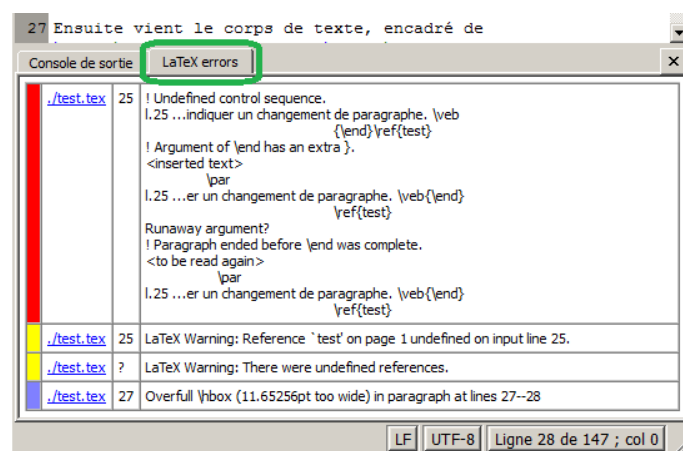 27 Ensuite vient le corps de texte, encadré de
Console de sortie LaTeX errors ×
./test.tex 25 ! Undefined control sequence.
l.25 ...indiquer un changement de paragraphe. \veb
{\end}\ref{test}
! Argument of \end has an extra }.
<inserted text>
\par
l.25 ...er un changement de paragraphe. \veb{\end}
\ref{test}
Runaway argument?
! Paragraph ended before \end was complete.
<to be read again>
\par
l.25 ...er un changement de paragraphe. \veb{\end}
\ref{test}
./test.tex 25 LaTeX Warning: Reference `test' on page 1 undefined on input line 25.
./test.tex ? LaTeX Warning: There were undefined references.
./test.tex 27 Overfull \hbox (11.65256pt too wide) in paragraph at lines 27--28
LF UTF-8 Ligne 28 de 147 ; col 0